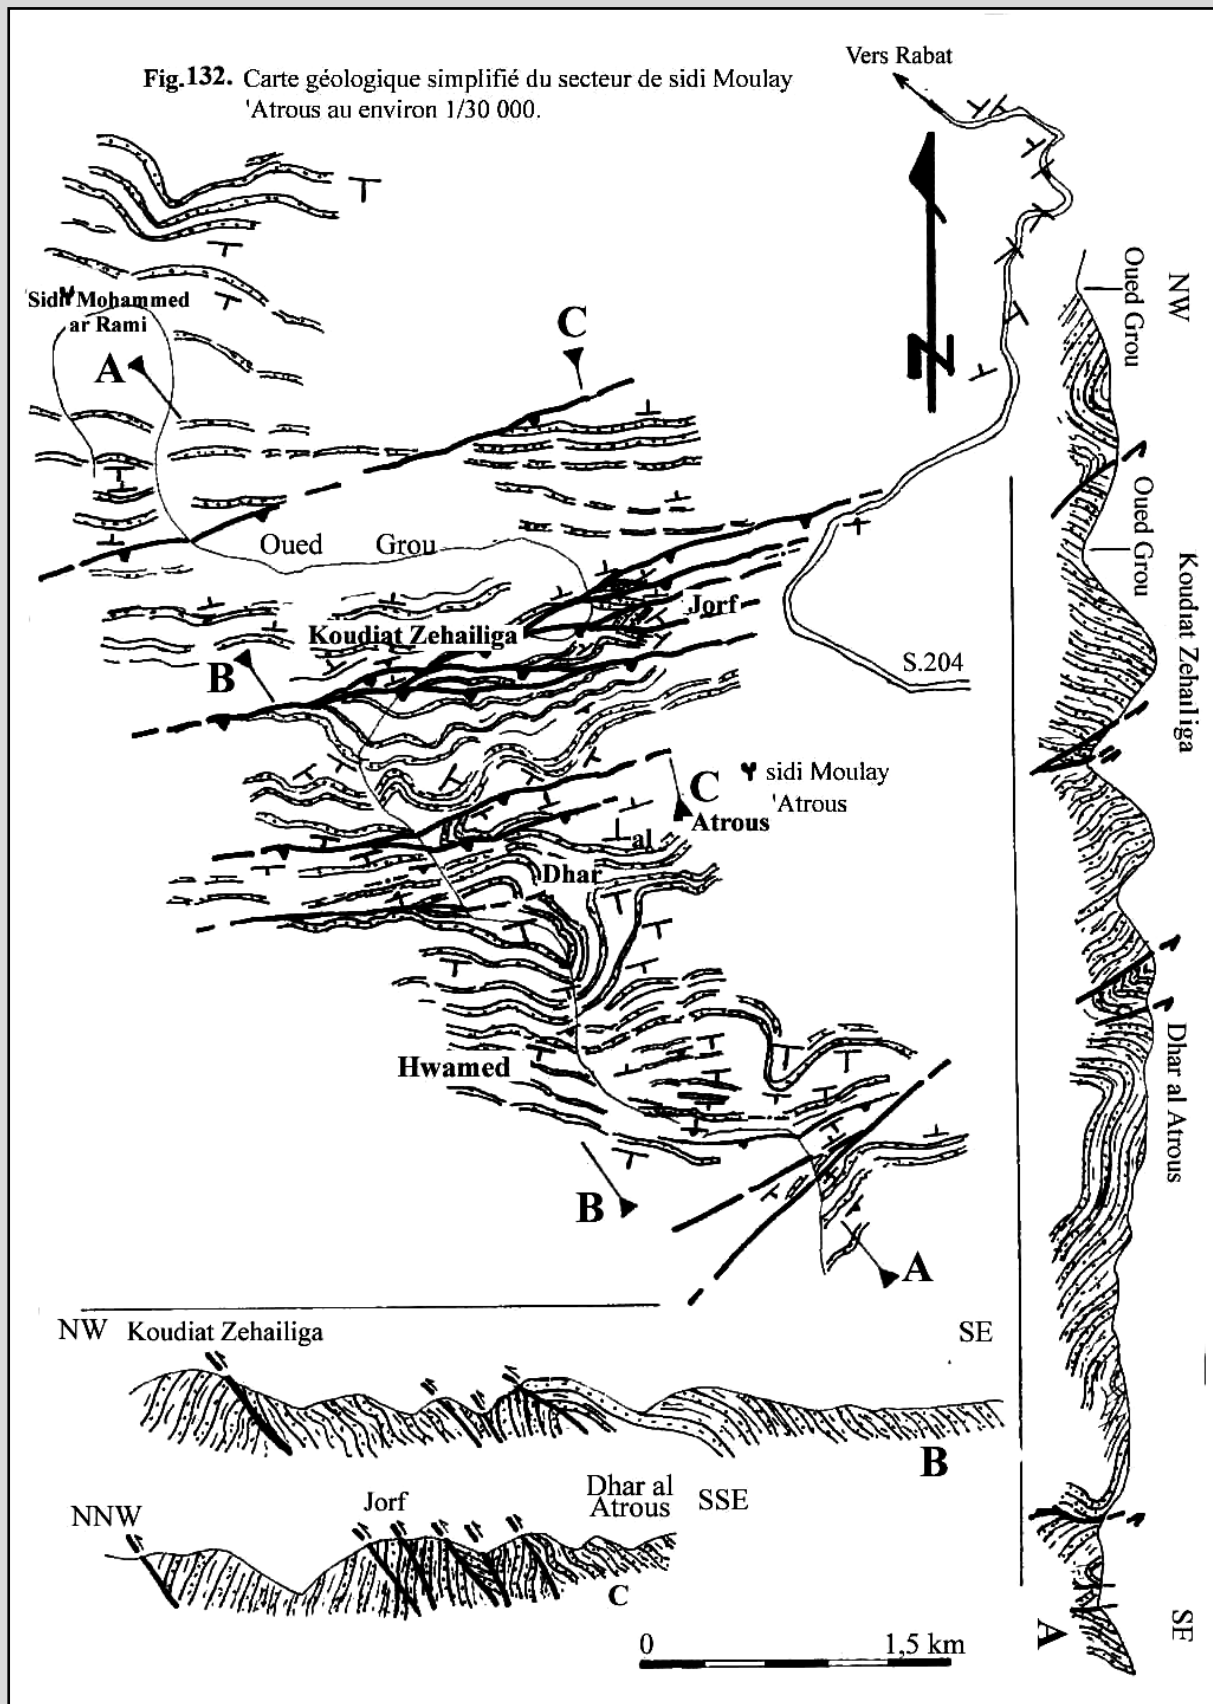 Vers Rabat
Fig.132. Carte géologique simplifié du secteur de sidi Moulay
'Atrous au environ 1/30 000.
Sidi Mohammed
ar Rami
A
C
N
NW
Oued Grou
Oued Grou
Koudiat Zehailiga
Dhar al Atrous
SE
A
Oued Grou
Jorf
Koudiat Zehailiga
B
S.204
C
sidi Moulay
'Atrous
Atrous
al
Dhar
Hwamed
B
A
NW Koudiat Zehailiga SE
B
NNW Jorf Dhar al
Atrous SSE
C
0 1,5 km